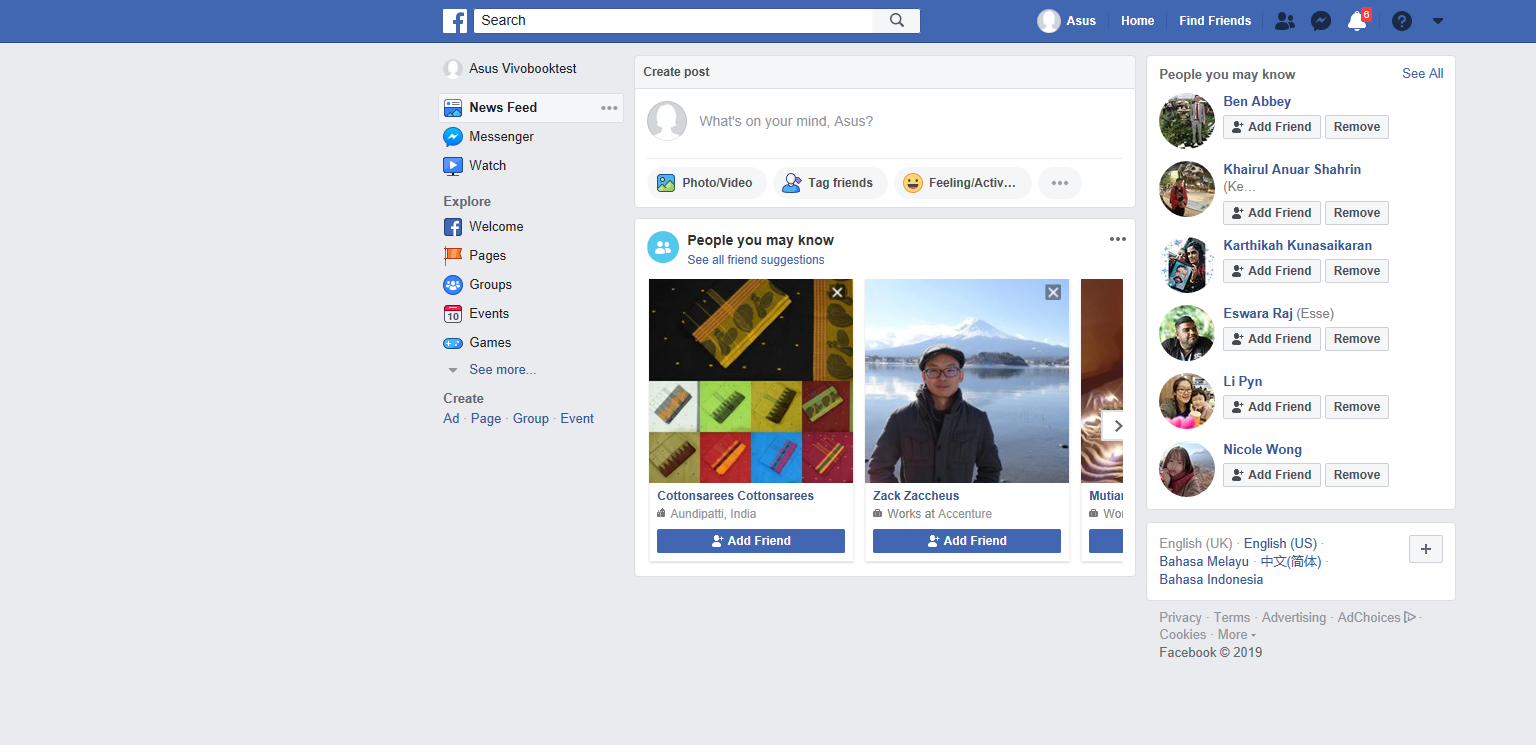 Search
Asus
Home
Find Friends
6
Asus Vivobooktest
News Feed
Messenger
Watch
Explore
Welcome
Pages
Groups
10
Events
Games
See more...
Create
Ad · Page · Group · Event
Create post
What's on your mind, Asus?
Photo/Video
Tag friends
Feeling/Activ...
People you may know
See all friend suggestions
Cottonsarees Cottonsarees
Aundipatti, India
Add Friend
Zack Zaccheus
Works at Accenture
Add Friend
Mutiar
Wor
People you may know
See All
Ben Abbey
Add Friend
Remove
Khairul Anuar Shahrin
(Ke...
Add Friend
Remove
Karthikah Kunasaikaran
Add Friend
Remove
Eswara Raj (Esse)
Add Friend
Remove
Li Pyn
Add Friend
Remove
Nicole Wong
Add Friend
Remove
English (UK) · English (US) ·
Bahasa Melayu · 中文(简体) ·
Bahasa Indonesia
Privacy · Terms · Advertising · AdChoices ·
Cookies · More
Facebook © 2019